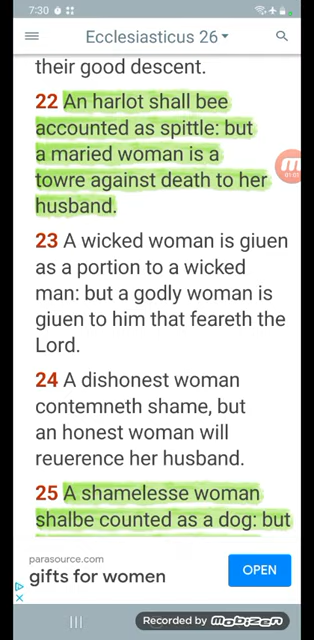 7:30
Ecclesiasticus 26
their good descent.
22 An harlot shall bee
accounted as spittle: but
a maried woman is a
towre against death to her
husband.
01:01
23 A wicked woman is giuen
as a portion to a wicked
man: but a godly woman is
giuen to him that feareth the
Lord.
24 A dishonest woman
contemneth shame, but
an honest woman will
reuerence her husband.
25 A shamelesse woman
shalbe counted as a dog: but
parasource.com
gifts for women
OPEN
Recorded by mobizen